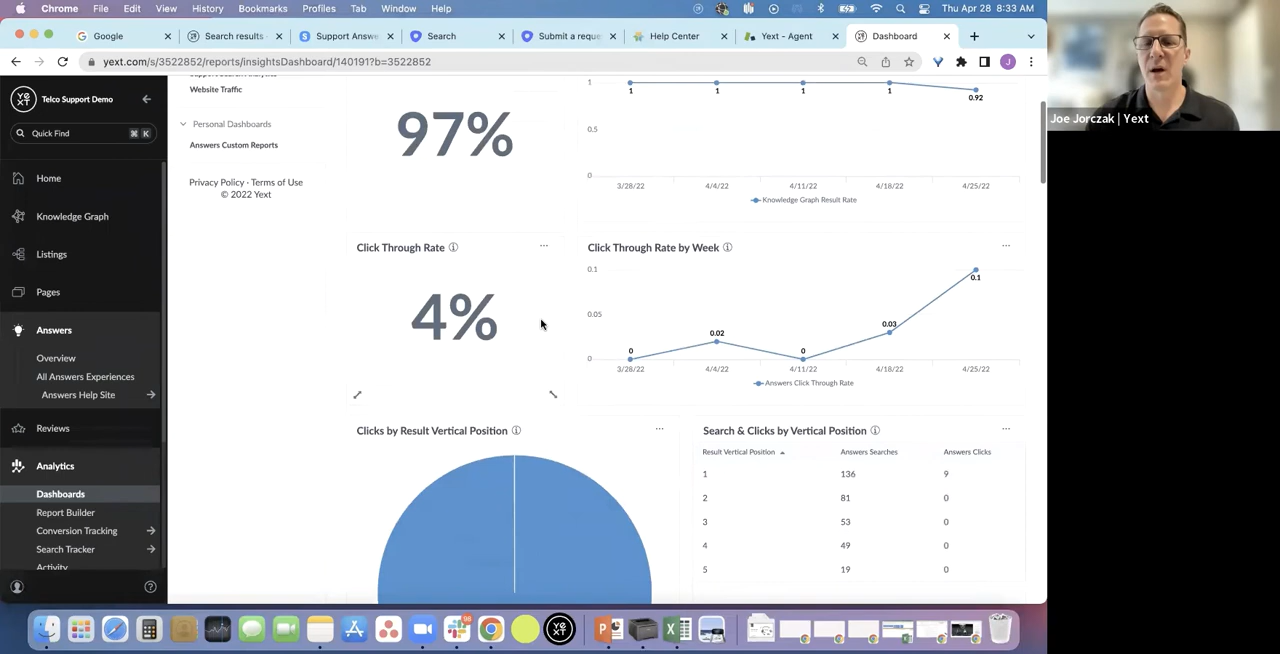 Chrome File Edit View History Bookmarks Profiles Tab Window Help Thu Apr 28 8:33 AM
Google Search results - Support Answ Search Submit a reque Help Center Yext - Agent Dashboard
yext.com/s/3522852/reports/insightsDashboard/140191?b=3522852 J
YEXT Telco Support Demo
Quick Find ⌘ K
Home
Knowledge Graph
Listings
Pages
Answers
Overview
All Answers Experiences
Answers Help Site
Reviews
Analytics
Dashboards
Report Builder
Conversion Tracking
Search Tracker
Activity
Support Search Analytics
Website Traffic
Personal Dashboards
Answers Custom Reports
Privacy Policy · Terms of Use
© 2022 Yext
97%
1
0.5
0
1 1 1 1 0.92
3/28/22 4/4/22 4/11/22 4/18/22 4/25/22
Knowledge Graph Result Rate
Click Through Rate
4%
Click Through Rate by Week
0.1
0.05
0
0 0.02 0 0.03 0.1
3/28/22 4/4/22 4/11/22 4/18/22 4/25/22
Answers Click Through Rate
Clicks by Result Vertical Position
Search & Clicks by Vertical Position
Result Vertical Position Answers Searches Answers Clicks
1 136 9
2 81 0
3 53 0
4 49 0
5 19 0
Joe Jorczak | Yext
98
YEXT